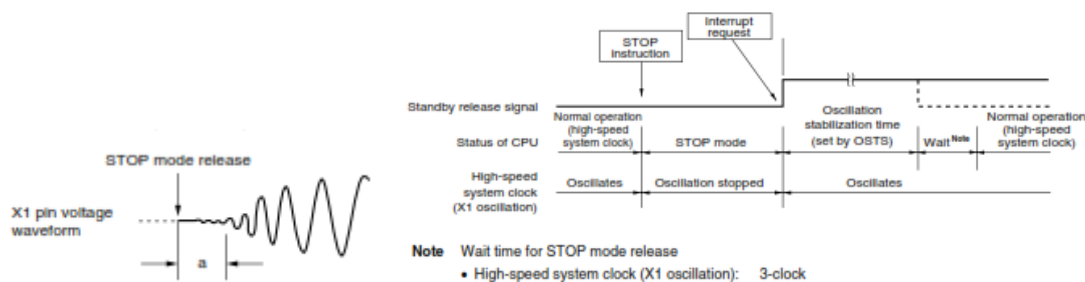 STOP mode release
X1 pin voltage
waveform
a
Interrupt
request
STOP
instruction
Standby release signal
Status of CPU
Normal operation
(high-speed
system clock)
STOP mode
Oscillation
stabilization time
(set by OSTS)
Wait Note
Normal operation
(high-speed
system clock)
High-speed
system clock
(X1 oscillation)
Oscillates
Oscillation stopped
Oscillates
Note Wait time for STOP mode release
• High-speed system clock (X1 oscillation): 3-clock